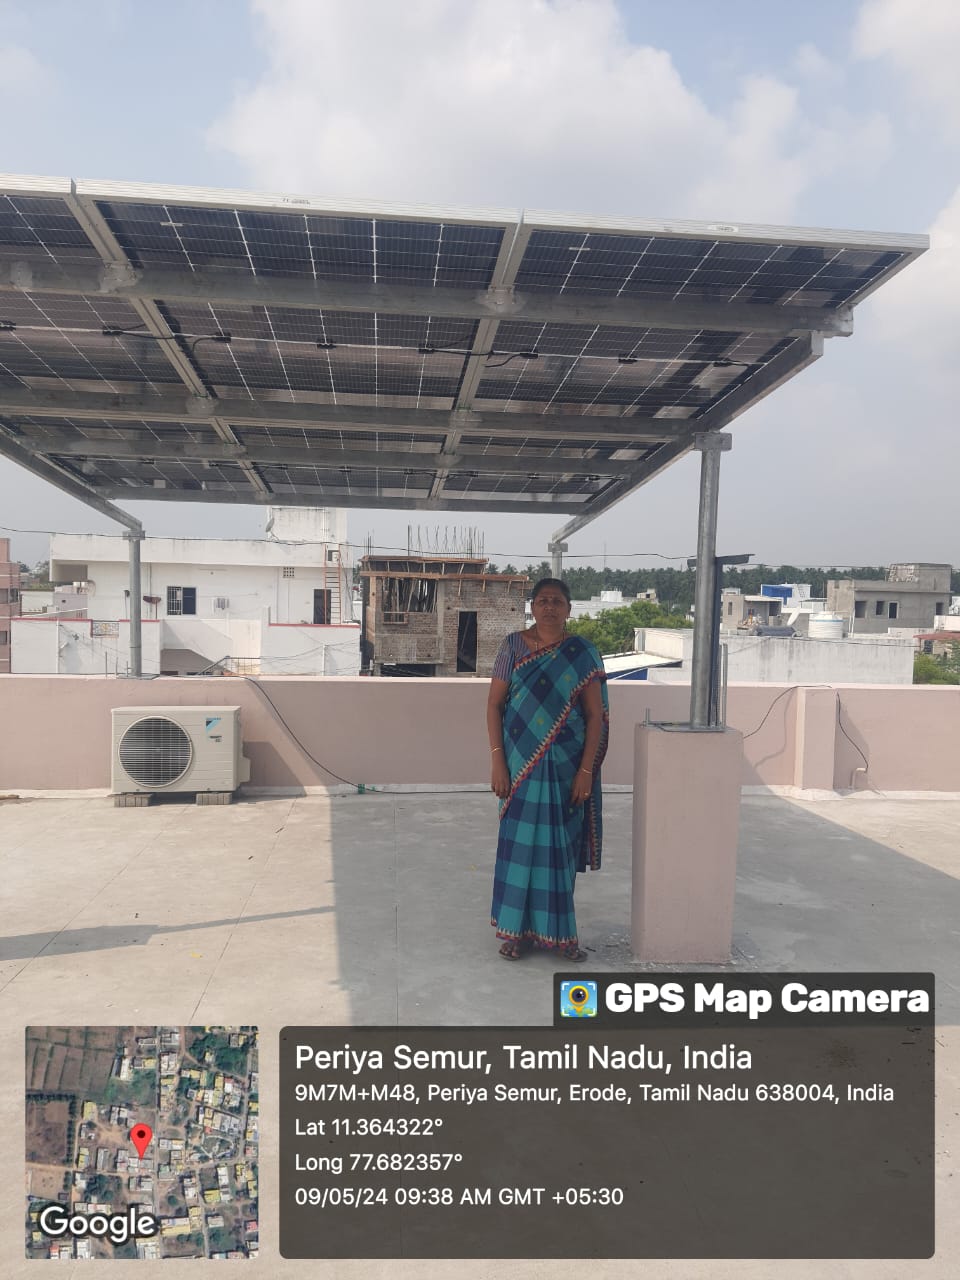 GPS Map Camera
Periya Semur, Tamil Nadu, India
9M7M+M48, Periya Semur, Erode, Tamil Nadu 638004, India
Lat 11.364322°
Long 77.682357°
09/05/24 09:38 AM GMT +05:30
Google